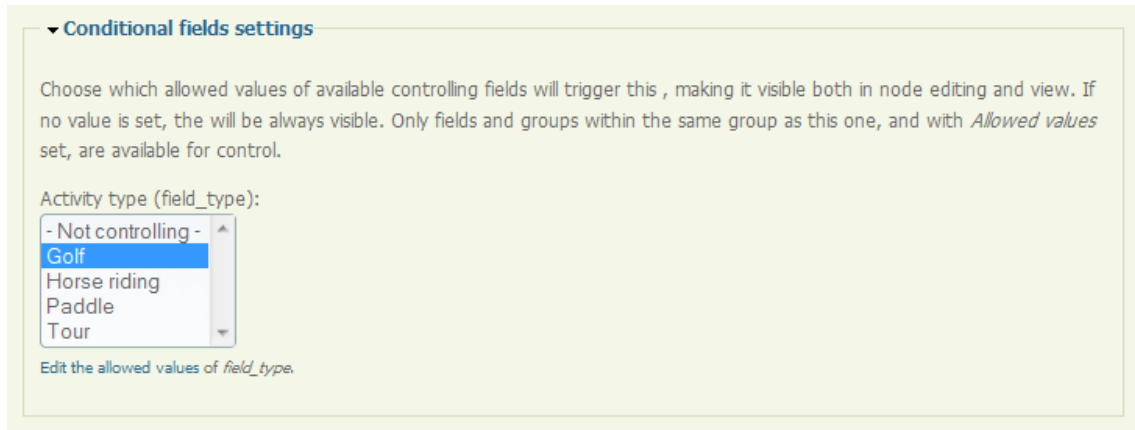 Conditional fields settings
Choose which allowed values of available controlling fields will trigger this , making it visible both in node editing and view. If
no value is set, the will be always visible. Only fields and groups within the same group as this one, and with Allowed values
set, are available for control.
Activity type (field_type):
- Not controlling -
Golf
Horse riding
Paddle
Tour
Edit the allowed values of field_type.